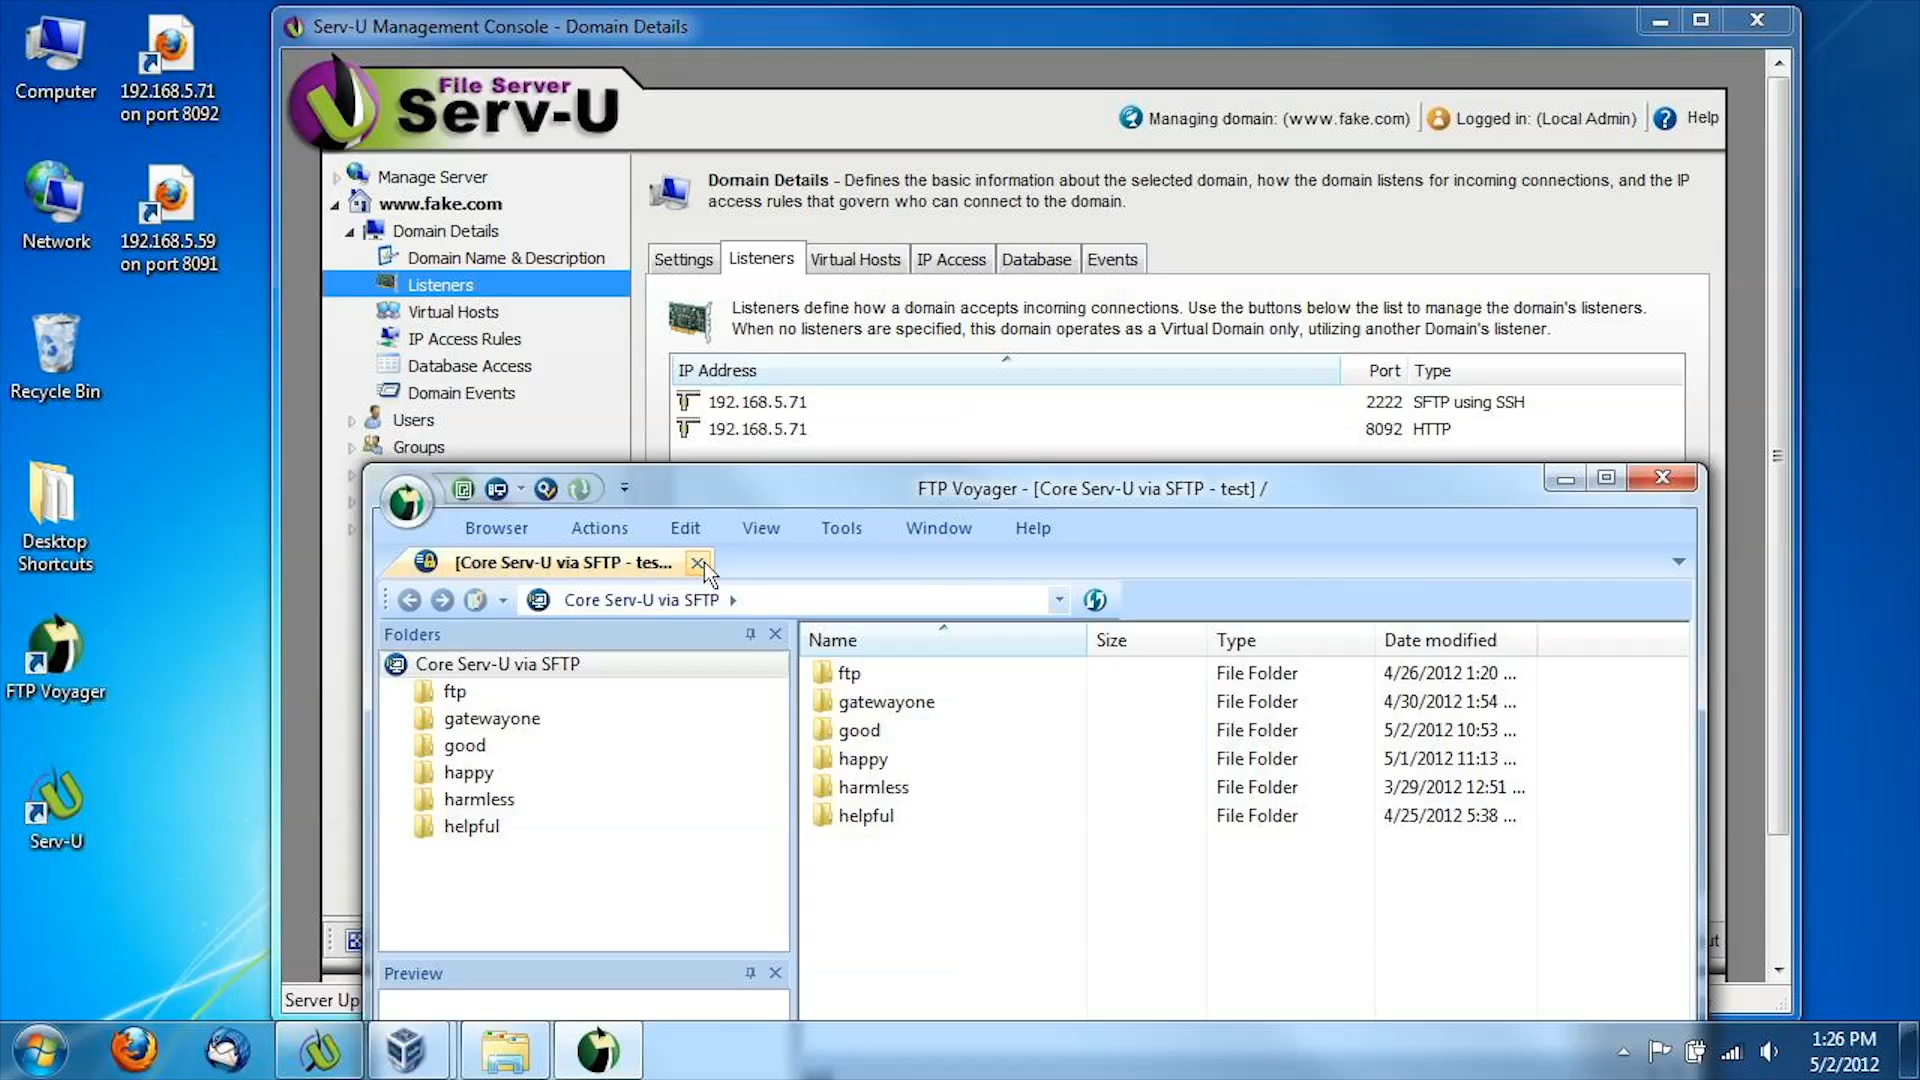 Computer
192.168.5.71
on port 8092
Network
192.168.5.59
on port 8091
Recycle Bin
Desktop
Shortcuts
FTP Voyager
Serv-U
Serv-U Management Console - Domain Details
File Server
Serv-U
Managing domain: (www.fake.com)
Logged in: (Local Admin)
Help
Manage Server
www.fake.com
Domain Details
Domain Name & Description
Listeners
Virtual Hosts
IP Access Rules
Database Access
Domain Events
Users
Groups
Domain Details - Defines the basic information about the selected domain, how the domain listens for incoming connections, and the IP
access rules that govern who can connect to the domain.
Settings Listeners Virtual Hosts IP Access Database Events
Listeners define how a domain accepts incoming connections. Use the buttons below the list to manage the domain's listeners.
When no listeners are specified, this domain operates as a Virtual Domain only, utilizing another Domain's listener.
IP Address Port Type
192.168.5.71 2222 SFTP using SSH
192.168.5.71 8092 HTTP
Server Up
FTP Voyager - [Core Serv-U via SFTP - test] /
Browser Actions Edit View Tools Window Help
[Core Serv-U via SFTP - tes...
Core Serv-U via SFTP
Folders
Core Serv-U via SFTP
ftp
gatewayone
good
happy
harmless
helpful
Preview
Name Size Type Date modified
ftp File Folder 4/26/2012 1:20 ...
gatewayone File Folder 4/30/2012 1:54 ...
good File Folder 5/2/2012 10:53 ...
happy File Folder 5/1/2012 11:13 ...
harmless File Folder 3/29/2012 12:51 ...
helpful File Folder 4/25/2012 5:38 ...
1:26 PM
5/2/2012